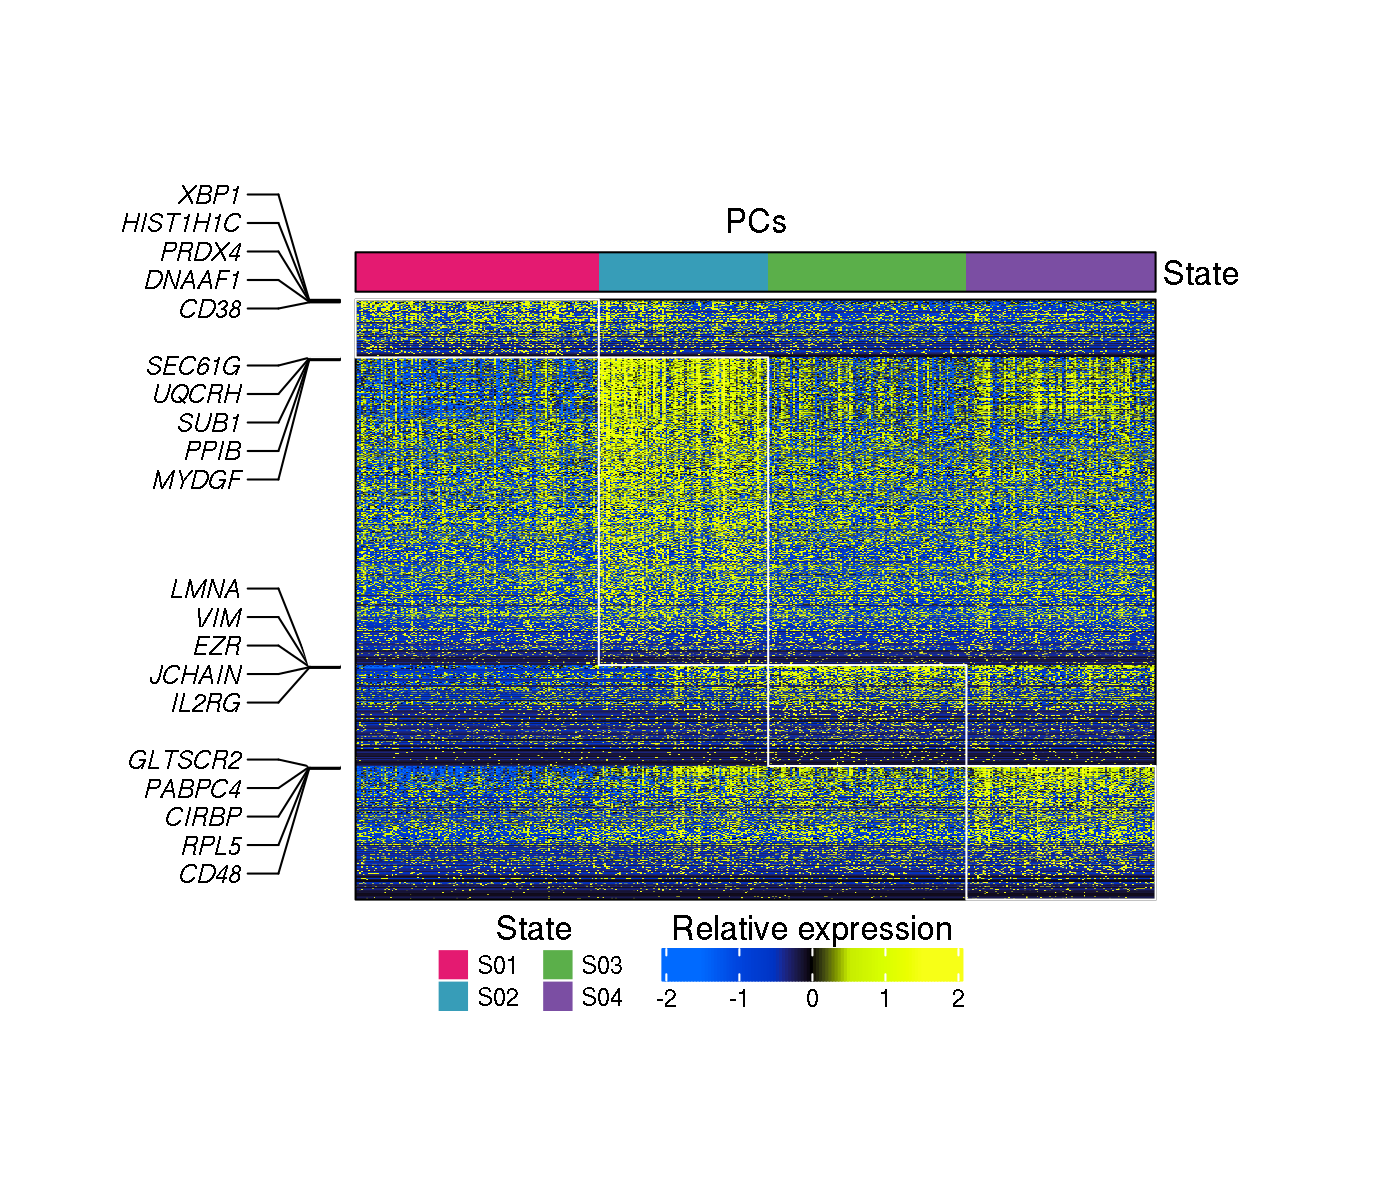 XBP1
HIST1H1C
PRDX4
DNAAF1
CD38
SEC61G
UQCRH
SUB1
PPIB
MYDGF
LMNA
VIM
EZR
JCHAIN
IL2RG
GLTSCR2
PABPC4
CIRBP
RPL5
CD48
PCs
State
State
S01 S03
S02 S04
Relative expression
-2 -1 0 1 2